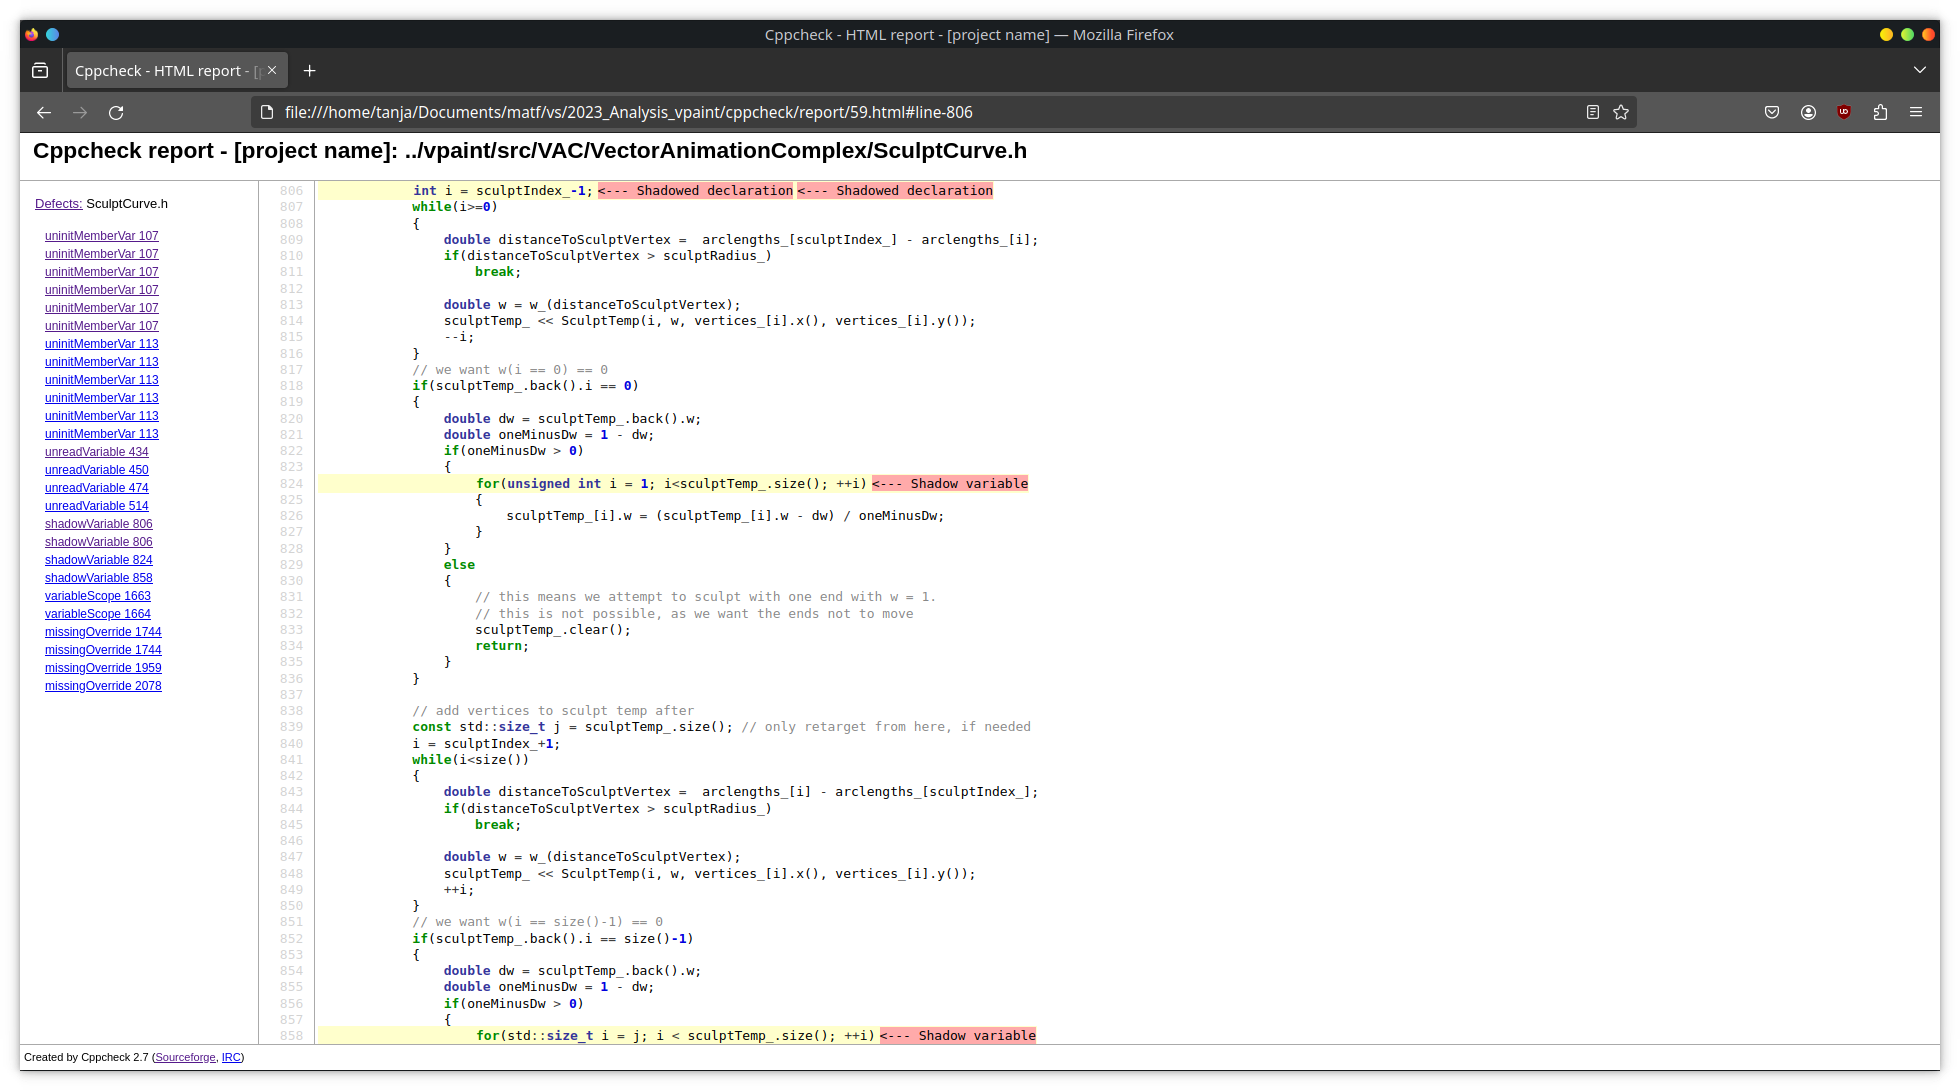 Cppcheck - HTML report - [project name] — Mozilla Firefox
Cppcheck - HTML report - [p
file:///home/tanja/Documents/matf/vs/2023_Analysis_vpaint/cppcheck/report/59.html#line-806
Cppcheck report - [project name]: ../vpaint/src/VAC/VectorAnimationComplex/SculptCurve.h
Defects: SculptCurve.h
uninitMemberVar 107
uninitMemberVar 107
uninitMemberVar 107
uninitMemberVar 107
uninitMemberVar 107
uninitMemberVar 107
uninitMemberVar 113
uninitMemberVar 113
uninitMemberVar 113
uninitMemberVar 113
uninitMemberVar 113
uninitMemberVar 113
unreadVariable 434
unreadVariable 450
unreadVariable 474
unreadVariable 514
shadowVariable 806
shadowVariable 806
shadowVariable 824
shadowVariable 858
variableScope 1663
variableScope 1664
missingOverride 1744
missingOverride 1744
missingOverride 1959
missingOverride 2078
806 int i = sculptIndex_-1; <--- Shadowed declaration <--- Shadowed declaration
807 while(i>=0)
808 {
809 double distanceToSculptVertex =  arclengths_[sculptIndex_] - arclengths_[i];
810 if(distanceToSculptVertex > sculptRadius_)
811 break;
812
813 double w = w_(distanceToSculptVertex);
814 sculptTemp_ << SculptTemp(i, w, vertices_[i].x(), vertices_[i].y());
815 --i;
816 }
817 // we want w(i == 0) == 0
818 if(sculptTemp_.back().i == 0)
819 {
820 double dw = sculptTemp_.back().w;
821 double oneMinusDw = 1 - dw;
822 if(oneMinusDw > 0)
823 {
824 for(unsigned int i = 1; i<sculptTemp_.size(); ++i) <--- Shadow variable
825 {
826 sculptTemp_[i].w = (sculptTemp_[i].w - dw) / oneMinusDw;
827 }
828 }
829 else
830 {
831 // this means we attempt to sculpt with one end with w = 1.
832 // this is not possible, as we want the ends not to move
833 sculptTemp_.clear();
834 return;
835 }
836 }
837
838 // add vertices to sculpt temp after
839 const std::size_t j = sculptTemp_.size(); // only retarget from here, if needed
840 i = sculptIndex_+1;
841 while(i<size())
842 {
843 double distanceToSculptVertex =  arclengths_[i] - arclengths_[sculptIndex_];
844 if(distanceToSculptVertex > sculptRadius_)
845 break;
846
847 double w = w_(distanceToSculptVertex);
848 sculptTemp_ << SculptTemp(i, w, vertices_[i].x(), vertices_[i].y());
849 ++i;
850 }
851 // we want w(i == size()-1) == 0
852 if(sculptTemp_.back().i == size()-1)
853 {
854 double dw = sculptTemp_.back().w;
855 double oneMinusDw = 1 - dw;
856 if(oneMinusDw > 0)
857 {
858 for(std::size_t i = j; i < sculptTemp_.size(); ++i) <--- Shadow variable
Created by Cppcheck 2.7 (Sourceforge, IRC)